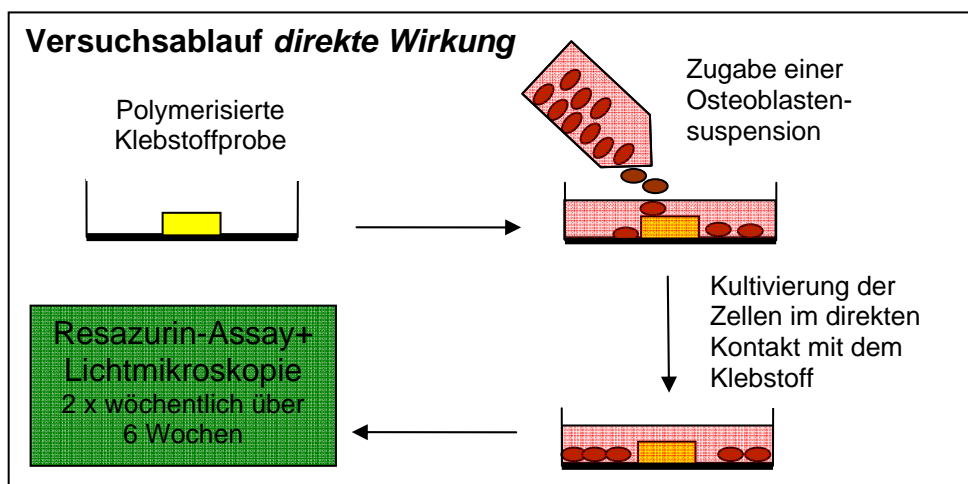 Versuchsablauf direkte Wirkung
Polymerisierte
Klebstoffprobe
Zugabe einer
Osteoblasten-
suspension
Kultivierung der
Zellen im direkten
Kontakt mit dem
Klebstoff
Resazurin-Assay+
Lichtmikroskopie
2 x wöchentlich über
6 Wochen